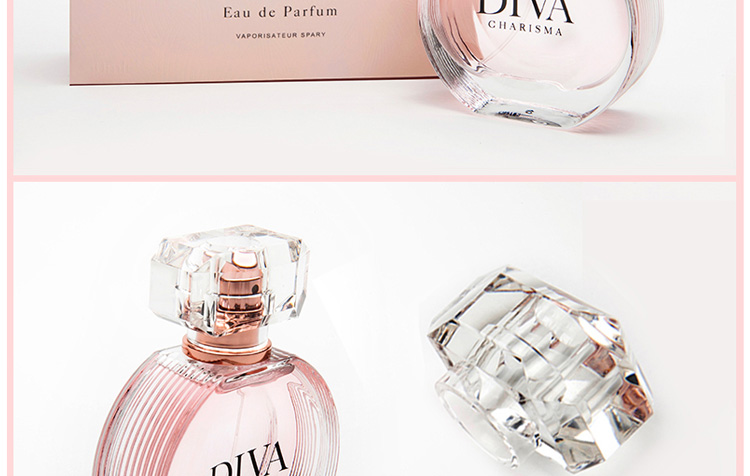 Eau de Parfum
VAPORISATEUR SPARY
DIVA
CHARISMA
DIVA